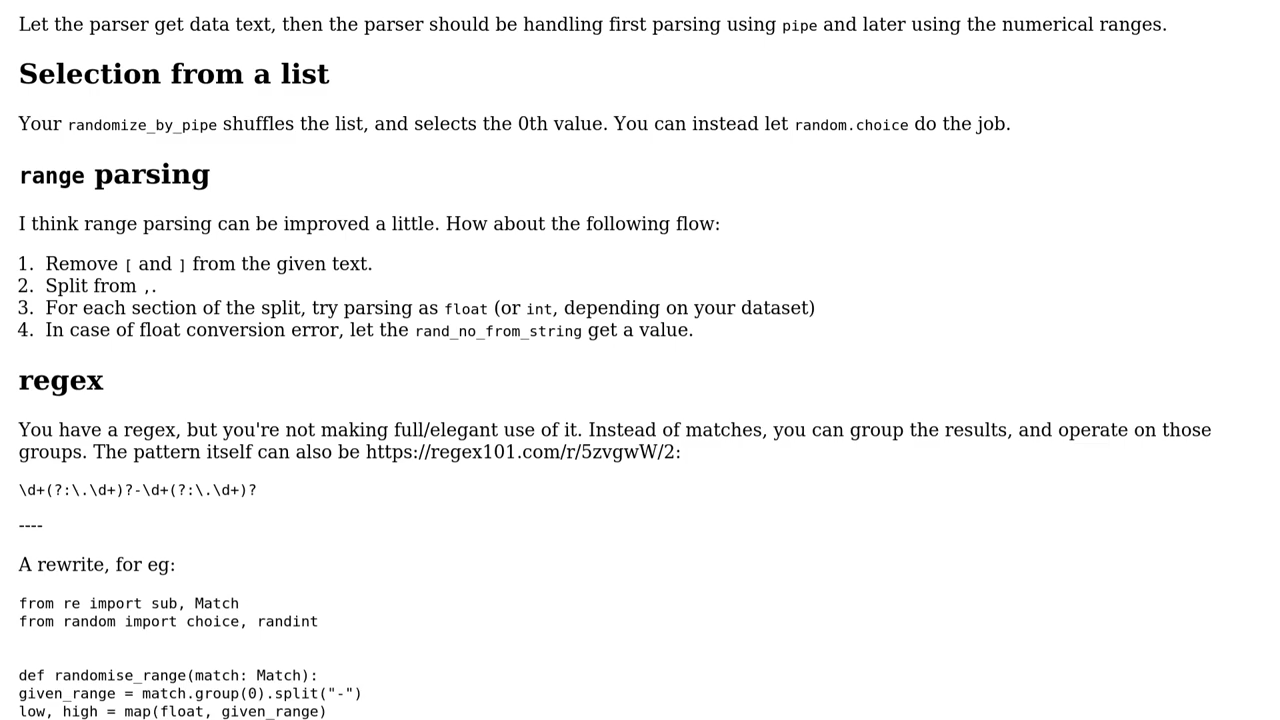 Let the parser get data text, then the parser should be handling first parsing using pipe and later using the numerical ranges.
Selection from a list
Your randomize_by_pipe shuffles the list, and selects the 0th value. You can instead let random.choice do the job.
range parsing
I think range parsing can be improved a little. How about the following flow:
1. Remove [ and ] from the given text.
2. Split from ,.
3. For each section of the split, try parsing as float (or int, depending on your dataset)
4. In case of float conversion error, let the rand_no_from_string get a value.
regex
You have a regex, but you're not making full/elegant use of it. Instead of matches, you can group the results, and operate on those
groups. The pattern itself can also be https://regex101.com/r/5zvgwW/2:
\d+(?:\.\d+)?-\d+(?:\.\d+)?
----
A rewrite, for eg:
from re import sub, Match
from random import choice, randint
def randomise_range(match: Match):
given_range = match.group(0).split("-")
low, high = map(float, given_range)